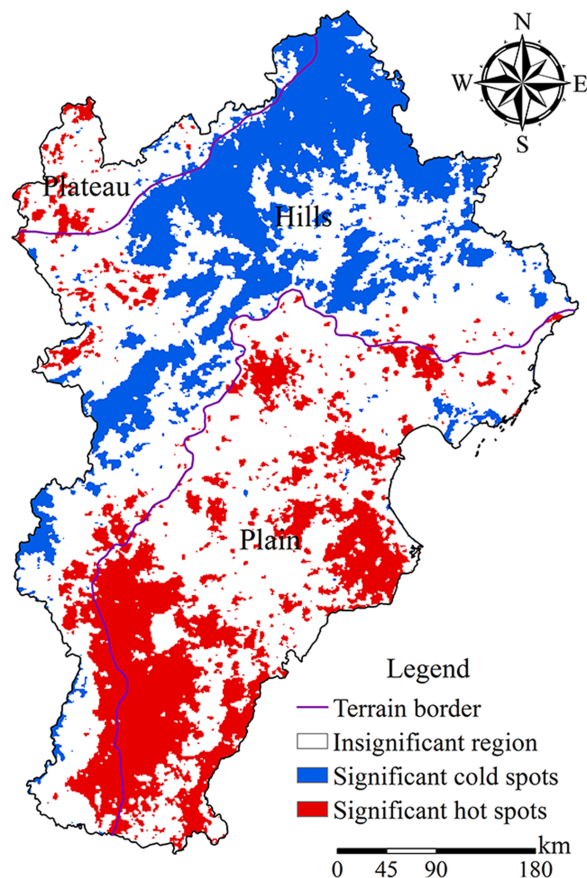 N
W E
S
Plateau
Hills
Plain
Legend
Terrain border
Insignificant region
Significant cold spots
Significant hot spots
km
0 45 90 180